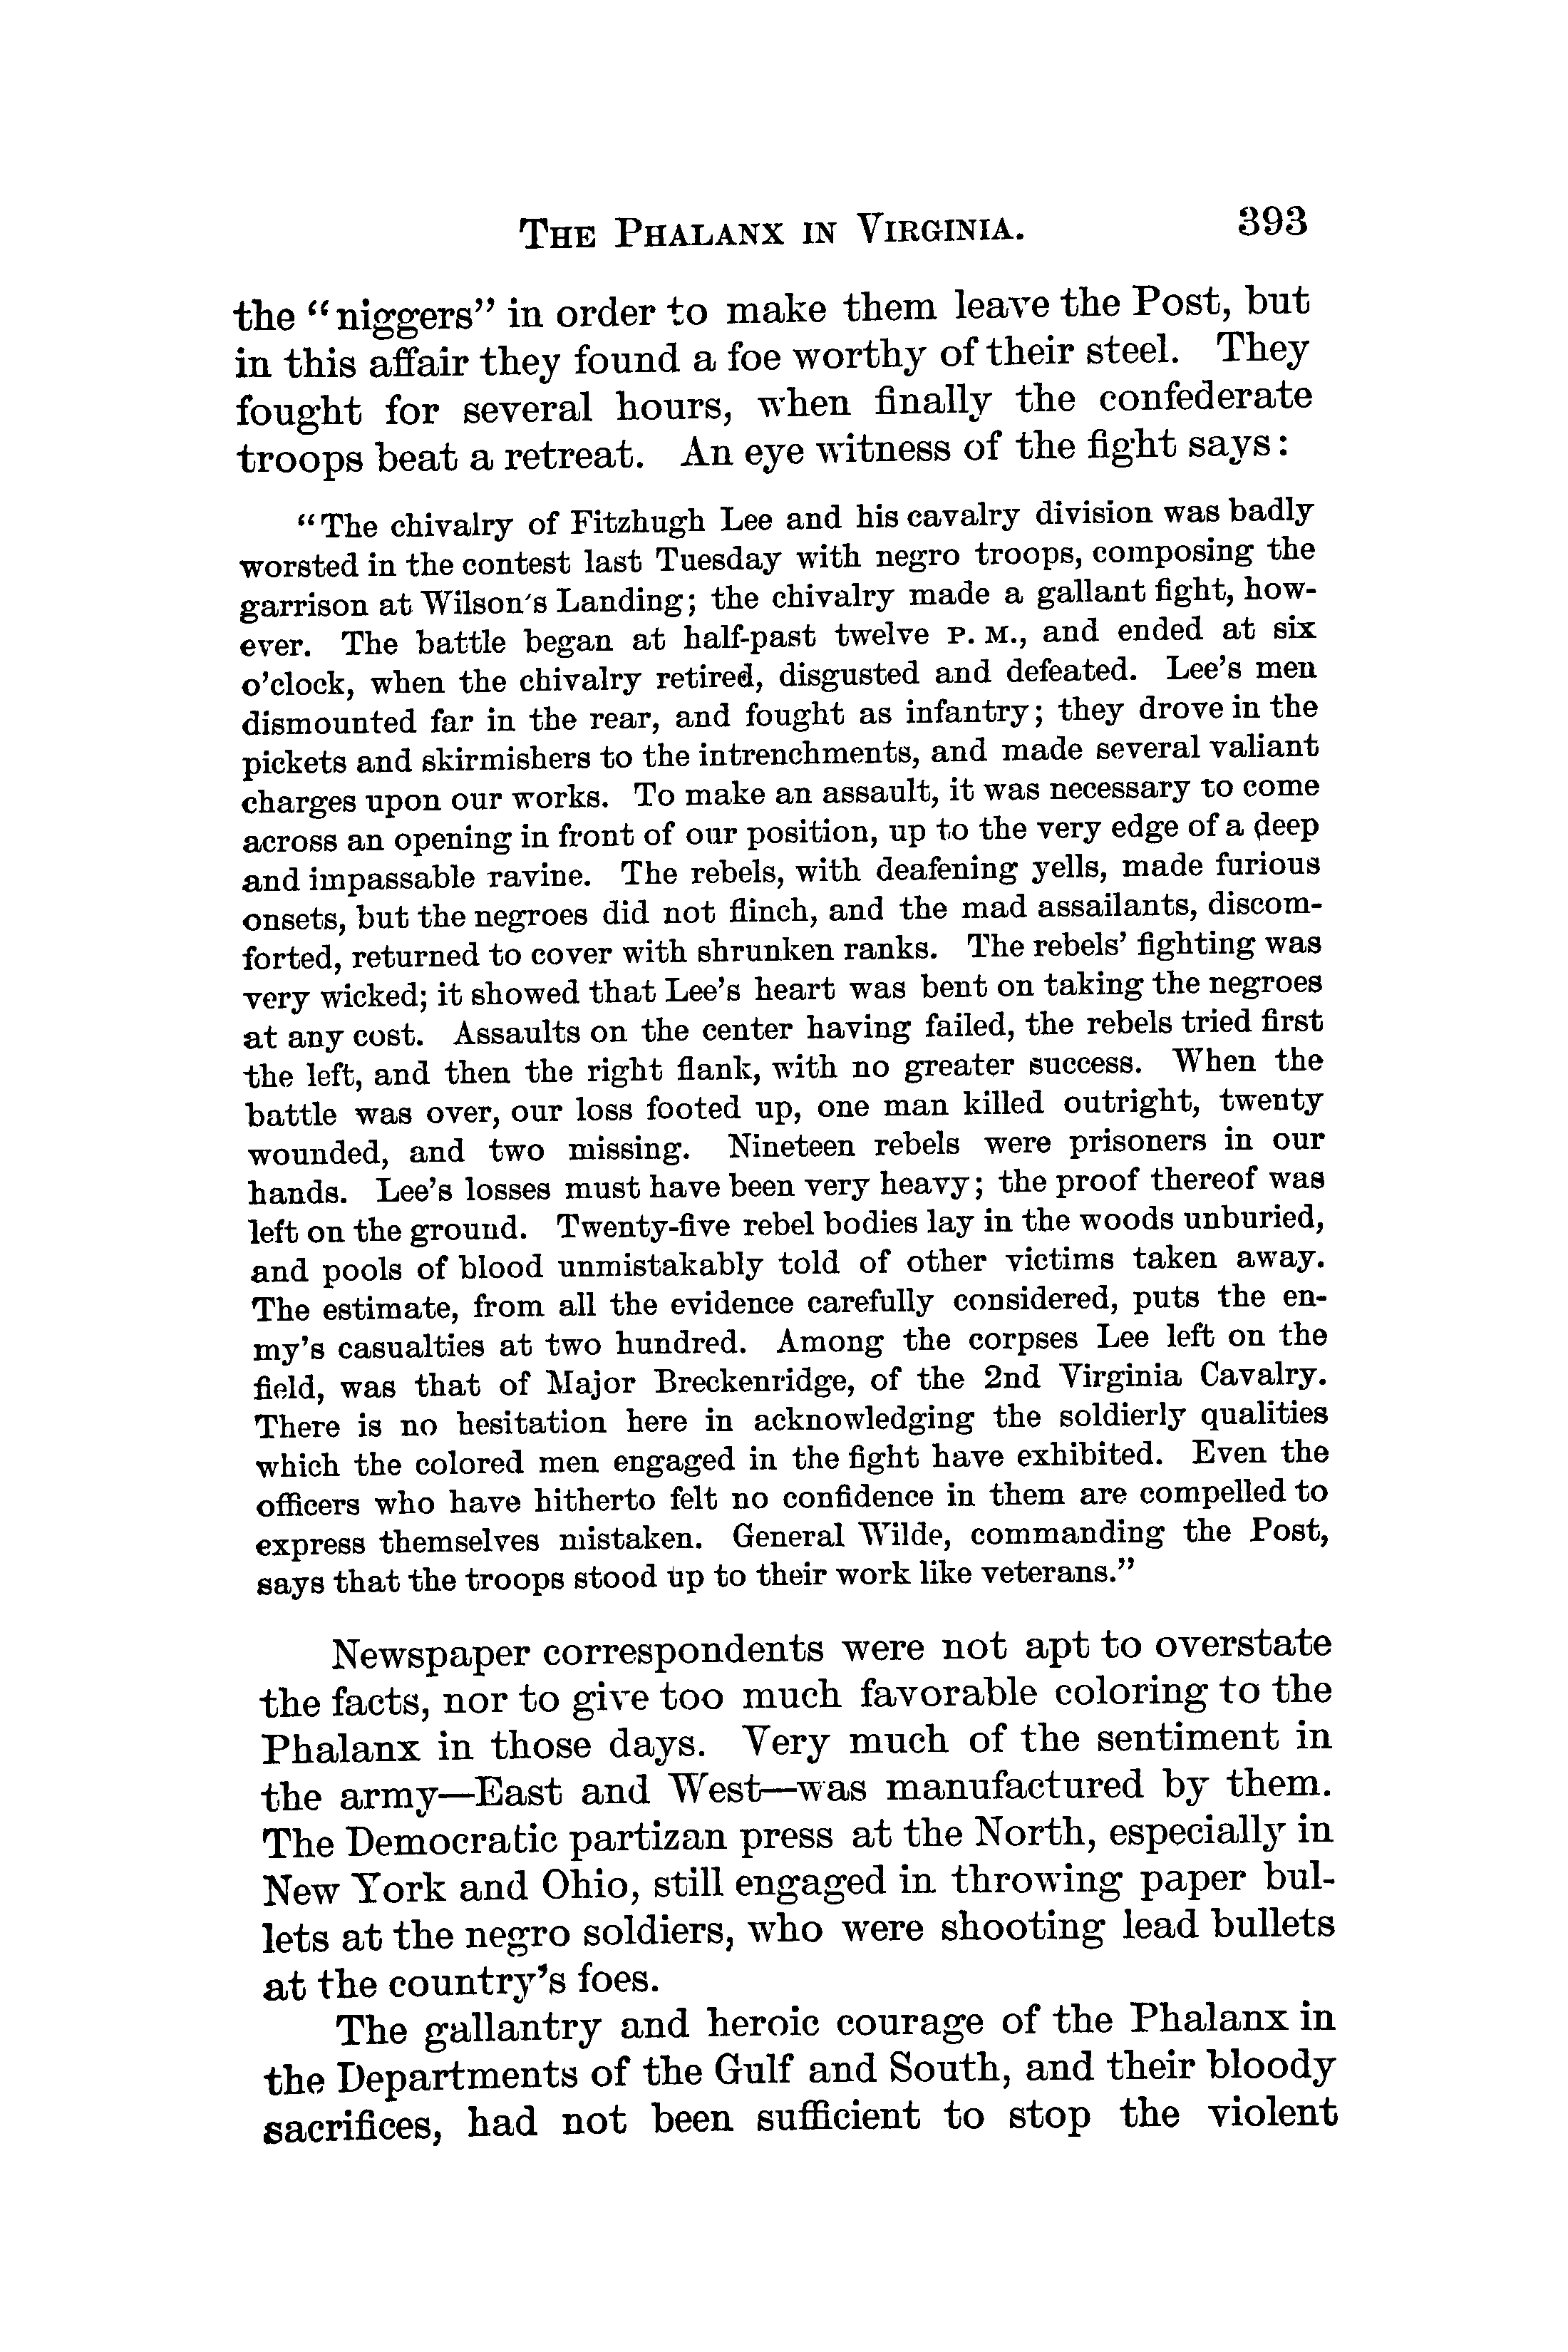 THE PHALANX IN VIRGINIA. 393
the “niggers” in order to make them leave the Post, but
in this affair they found a foe worthy of their steel. They
fought for several hours, when finally the confederate
troops beat a retreat. An eye witness of the fight says:
“The chivalry of Fitzhugh Lee and his cavalry division was badly
worsted in the contest last Tuesday with negro troops, composing the
garrison at Wilson's Landing; the chivalry made a gallant fight, how-
ever. The battle began at half-past twelve P. M., and ended at six
o’clock, when the chivalry retired, disgusted and defeated. Lee’s men
dismounted far in the rear, and fought as infantry; they drove in the
pickets and skirmishers to the intrenchments, and made several valiant
charges upon our works. To make an assault, it was necessary to come
across an opening in front of our position, up to the very edge of a deep
and impassable ravine. The rebels, with deafening yells, made furious
onsets, but the negroes did not flinch, and the mad assailants, discom-
forted, returned to cover with shrunken ranks. The rebels’ fighting was
very wicked; it showed that Lee’s heart was bent on taking the negroes
at any cost. Assaults on the center having failed, the rebels tried first
the left, and then the right flank, with no greater success. When the
battle was over, our loss footed up, one man killed outright, twenty
wounded, and two missing. Nineteen rebels were prisoners in our
hands. Lee’s losses must have been very heavy; the proof thereof was
left on the ground. Twenty-five rebel bodies lay in the woods unburied,
and pools of blood unmistakably told of other victims taken away.
The estimate, from all the evidence carefully considered, puts the en-
my’s casualties at two hundred. Among the corpses Lee left on the
field, was that of Major Breckenridge, of the 2nd Virginia Cavalry.
There is no hesitation here in acknowledging the soldierly qualities
which the colored men engaged in the fight have exhibited. Even the
officers who have hitherto felt no confidence in them are compelled to
express themselves mistaken. General Wilde, commanding the Post,
says that the troops stood up to their work like veterans.”
Newspaper correspondents were not apt to overstate
the facts, nor to give too much favorable coloring to the
Phalanx in those days. Very much of the sentiment in
the army—East and West—was manufactured by them.
The Democratic partizan press at the North, especially in
New York and Ohio, still engaged in throwing paper bul-
lets at the negro soldiers, who were shooting lead bullets
at the country’s foes.
The gallantry and heroic courage of the Phalanx in
the Departments of the Gulf and South, and their bloody
sacrifices, had not been sufficient to stop the violent